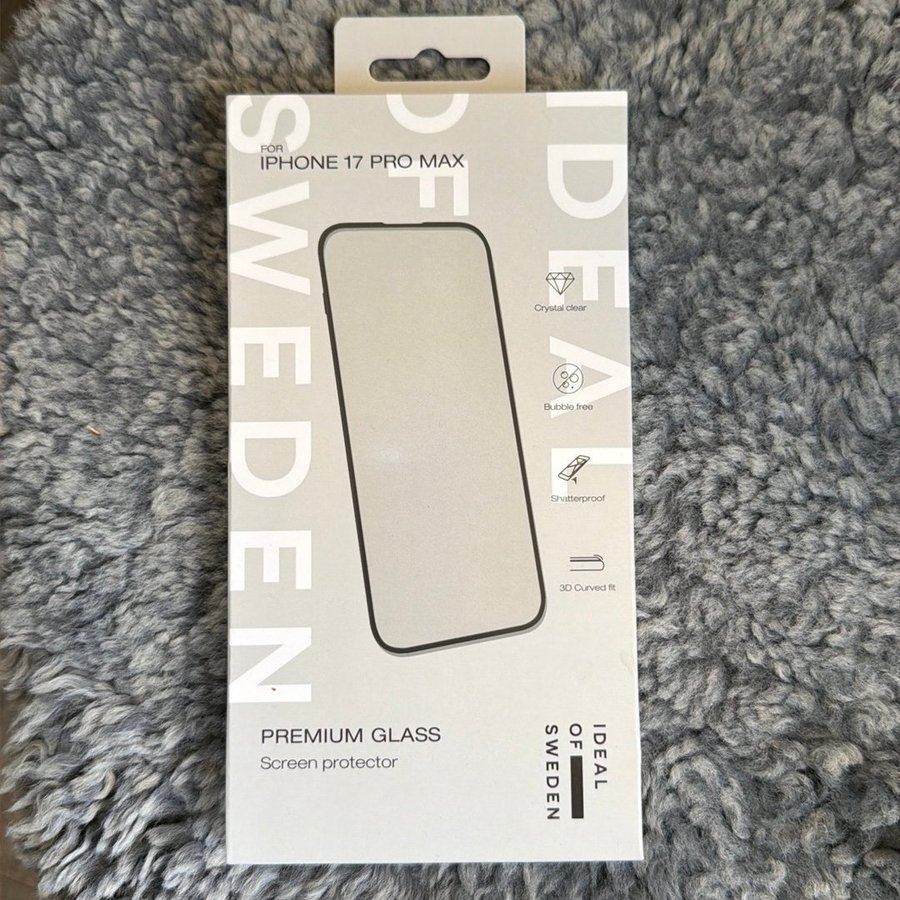 IDEAL
OF
SWEDEN
FOR
IPHONE 17 PRO MAX
Crystal clear
Bubble free
Shatterproof
3D Curved fit
PREMIUM GLASS
Screen protector
IDEAL
OF
SWEDEN